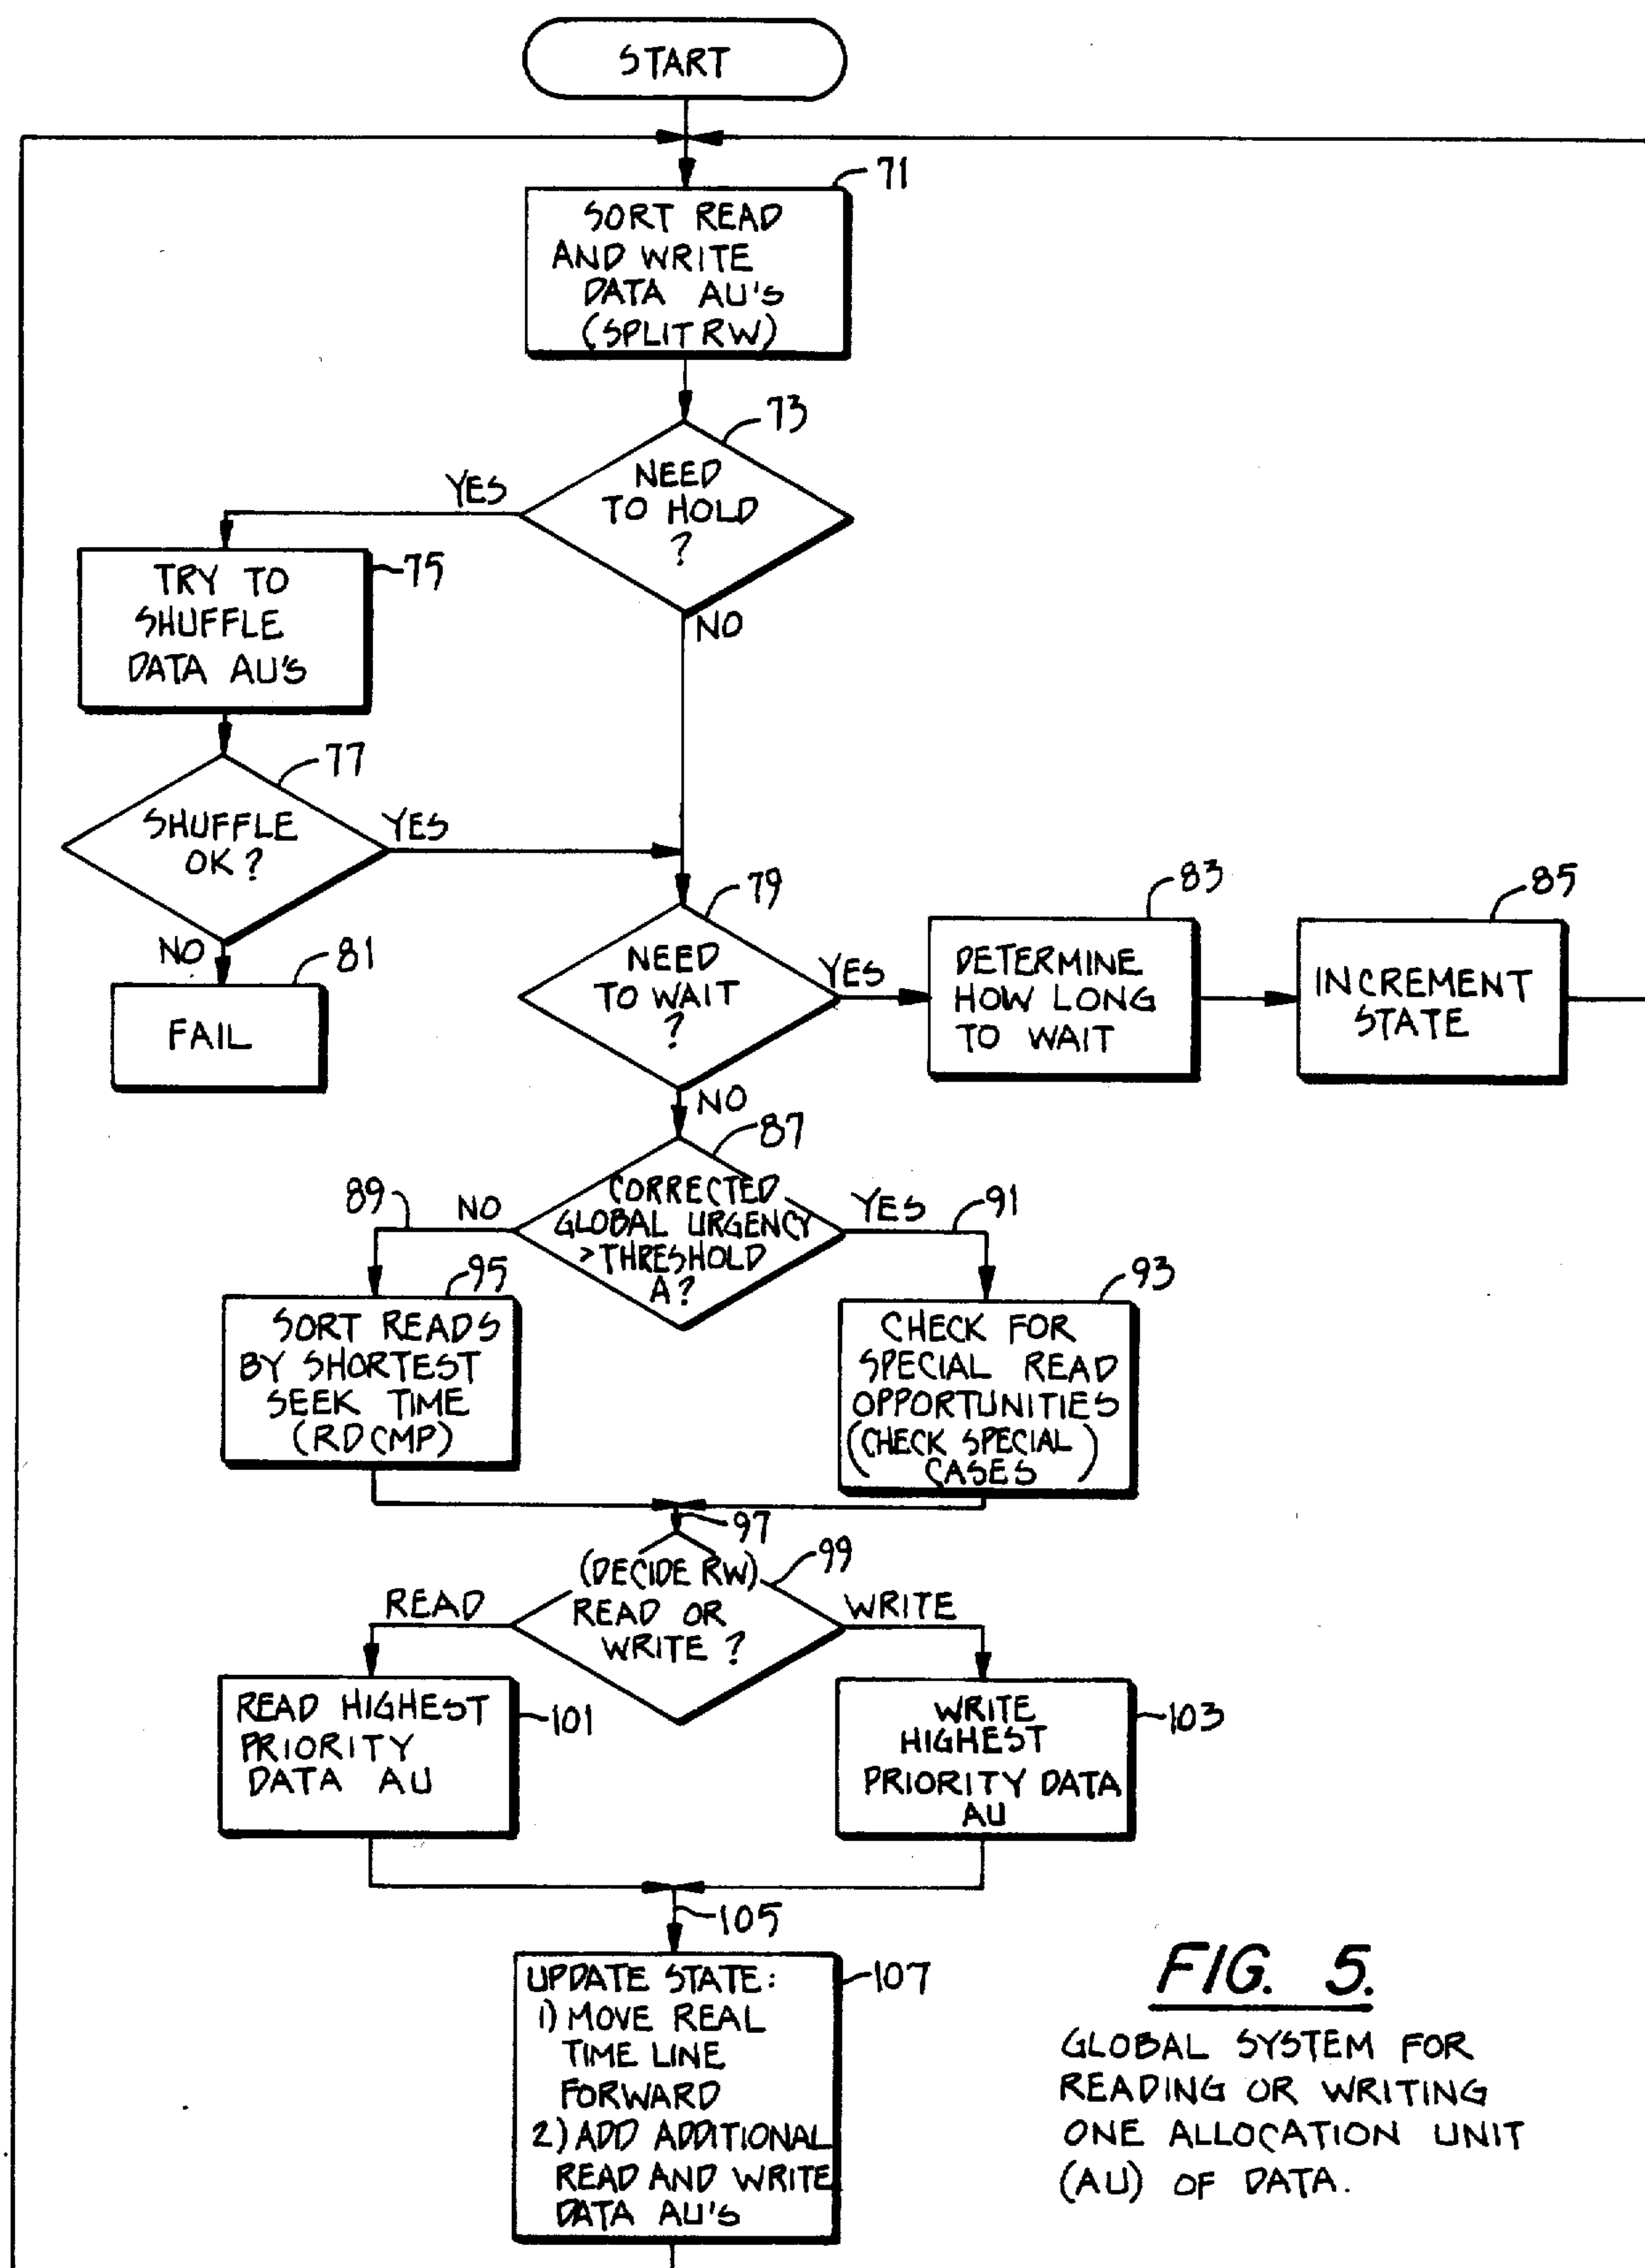 START
71
SORT READ
AND WRITE
DATA AU'S
(SPLIT RW)
73
NEED
TO HOLD
?
YES
NO
75
TRY TO
SHUFFLE
DATA AU'S
77
SHUFFLE
OK?
YES
NO
81
FAIL
79
NEED
TO WAIT
?
YES
NO
83
DETERMINE
HOW LONG
TO WAIT
85
INCREMENT
STATE
87
CORRECTED
GLOBAL URGENCY
>THRESHOLD
A?
89
NO
YES
91
95
SORT READS
BY SHORTEST
SEEK TIME
(RDCMP)
93
CHECK FOR
SPECIAL READ
OPPORTUNITIES
(CHECK SPECIAL
CASES)
97
99
(DECIDE RW)
READ OR
WRITE ?
READ
WRITE
READ HIGHEST
PRIORITY
DATA AU
101
WRITE
HIGHEST
PRIORITY DATA
AU
103
105
107
UPDATE STATE:
1) MOVE REAL
TIME LINE
FORWARD
2) ADD ADDITIONAL
READ AND WRITE
DATA AU'S
FIG. 5.
GLOBAL SYSTEM FOR
READING OR WRITING
ONE ALLOCATION UNIT
(AU) OF DATA.